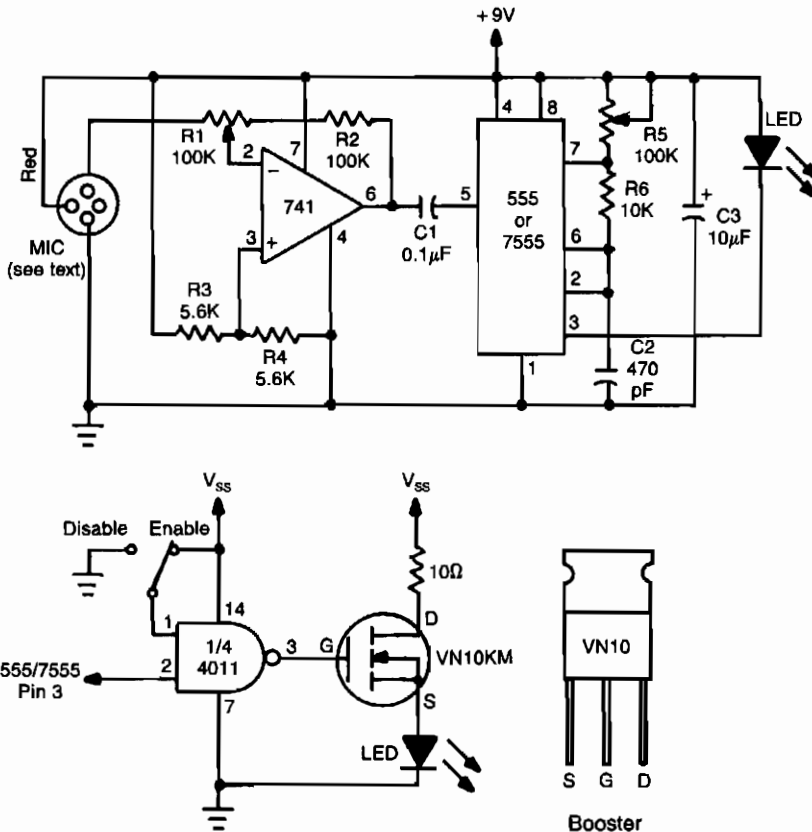 +9V
Red
R1
100K
R2
100K
2
−
7
741
6
3
+
4
MIC
(see text)
R3
5.6K
R4
5.6K
C1
0.1µF
5
4
8
555
or
7555
7
6
2
3
1
R5
100K
R6
10K
C2
470
pF
+
C3
10µF
LED
VSS
Disable
Enable
14
1
1/4
4011
3
2
7
555/7555
Pin 3
VSS
10Ω
D
G
VN10KM
S
LED
VN10
S G D
Booster